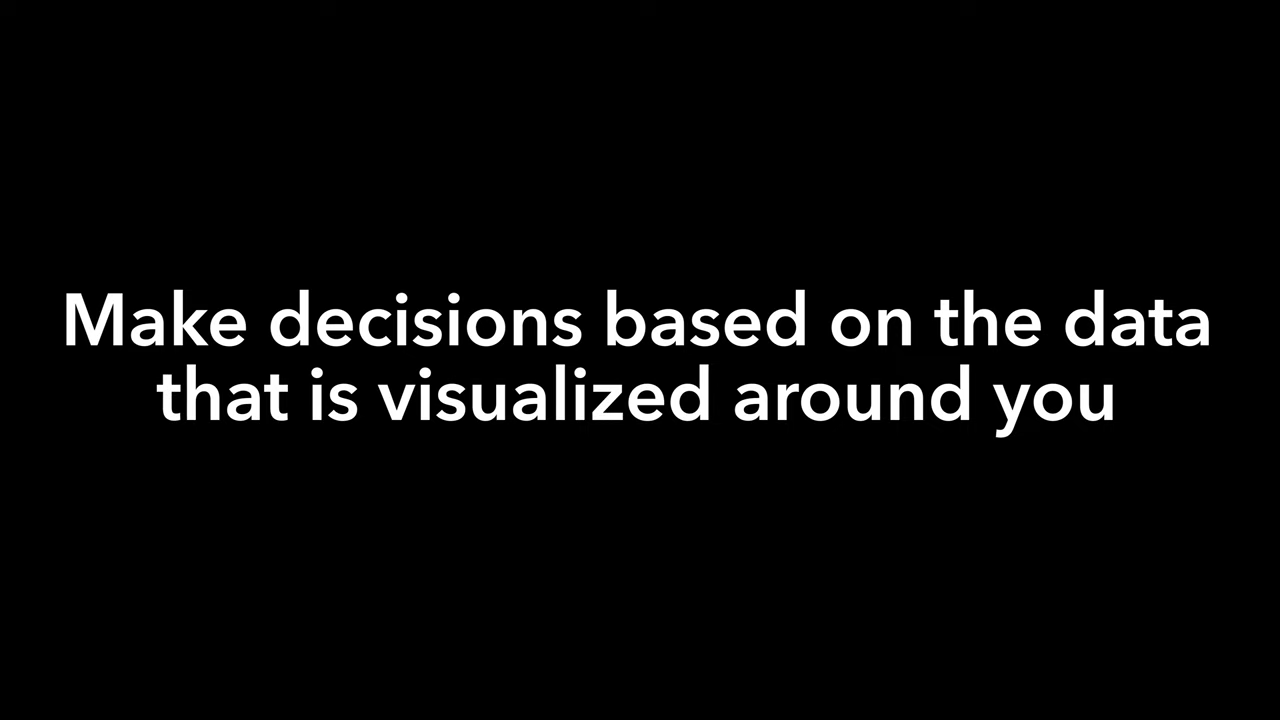 Make decisions based on the data
that is visualized around you